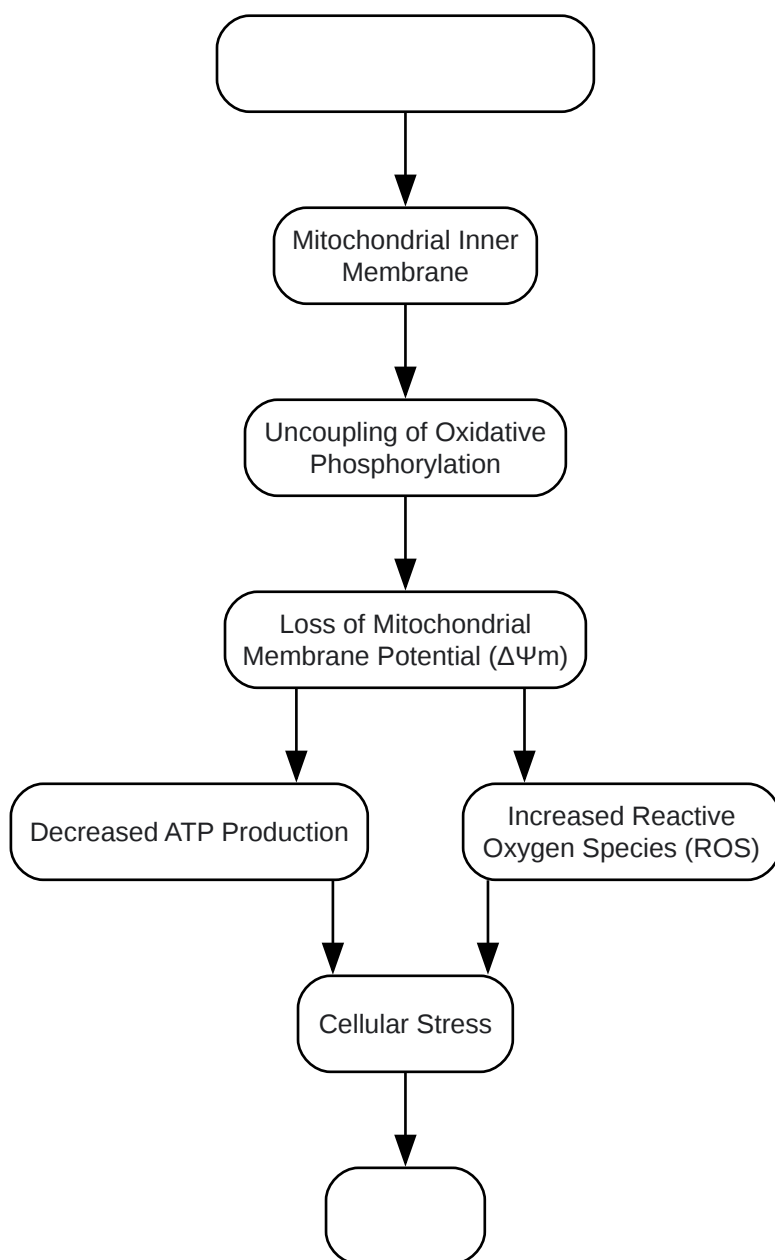 Mitochondrial Inner
Membrane
Uncoupling of Oxidative
Phosphorylation
Loss of Mitochondrial
Membrane Potential (ΔΨm)
Decreased ATP Production
Increased Reactive
Oxygen Species (ROS)
Cellular Stress